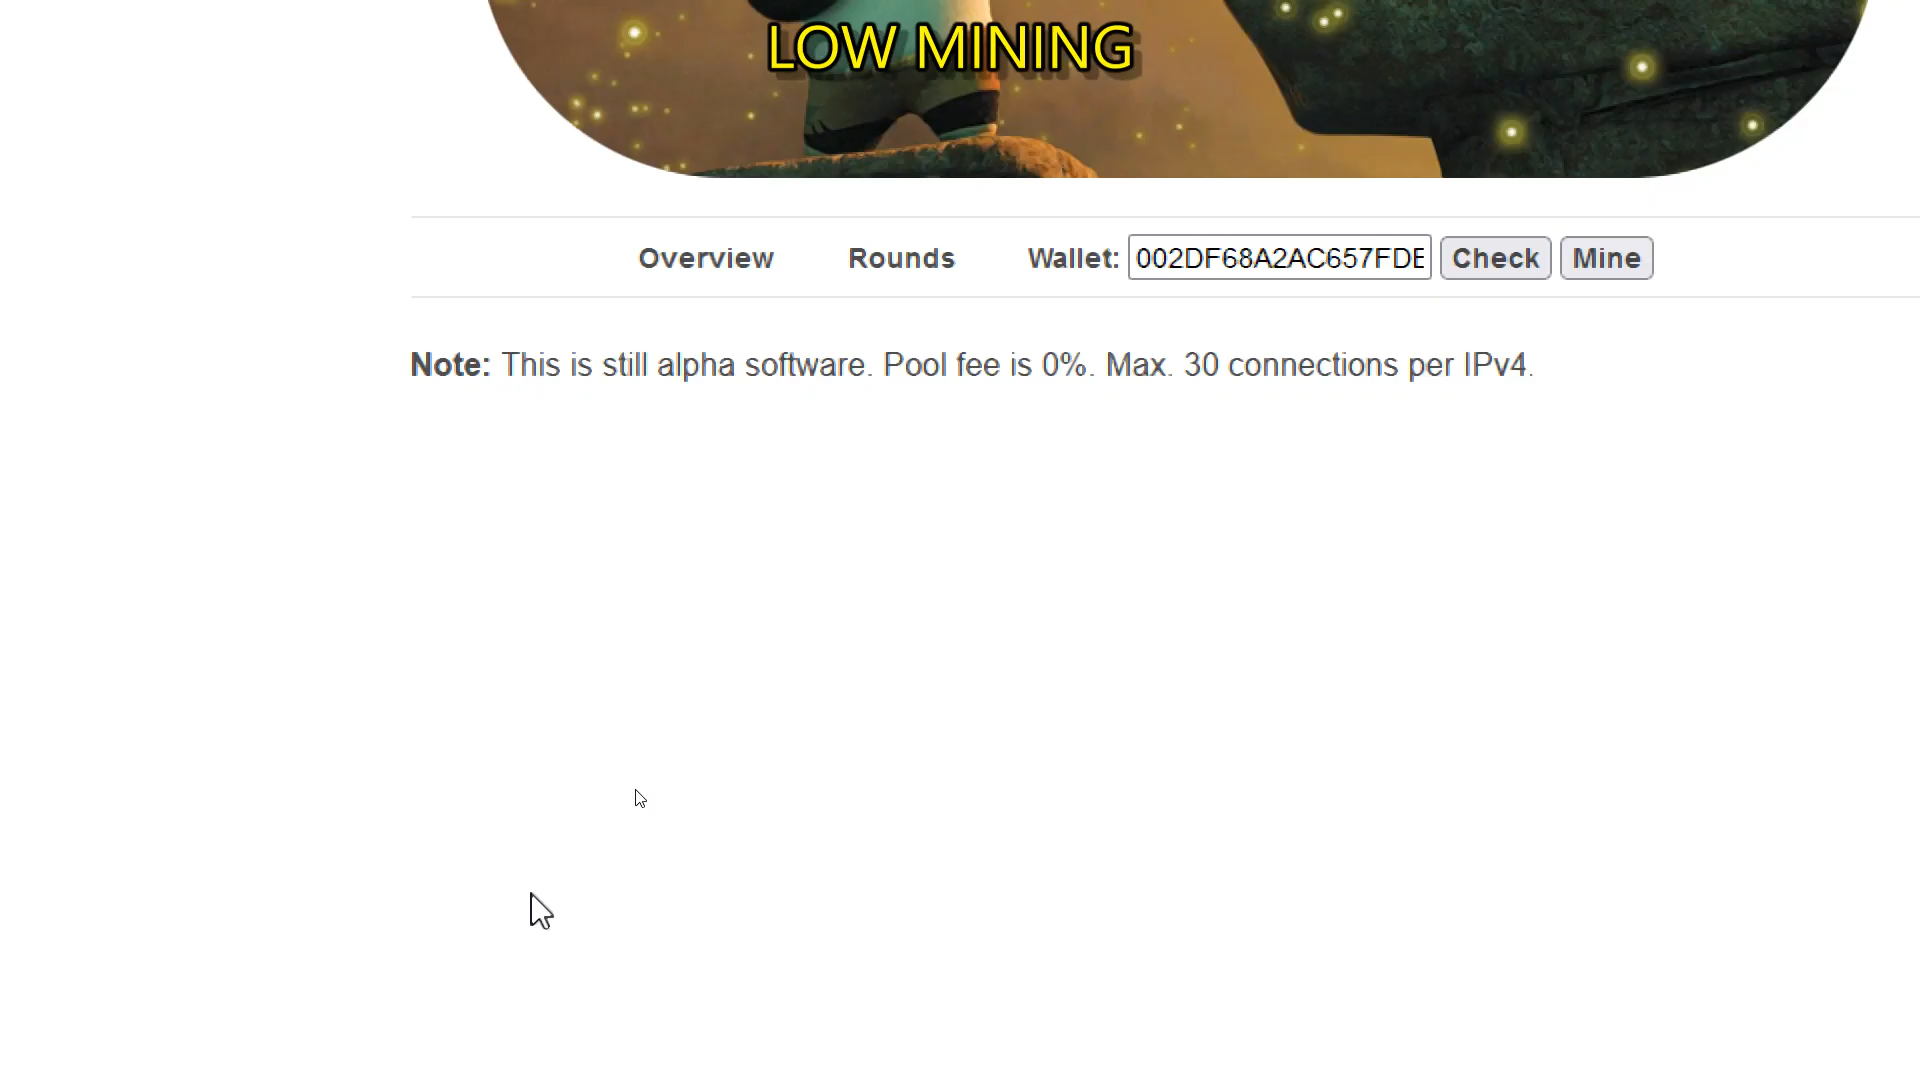 LOW MINING
Overview Rounds Wallet: 002DF68A2AC657FDE Check Mine
Note: This is still alpha software. Pool fee is 0%. Max. 30 connections per IPv4.